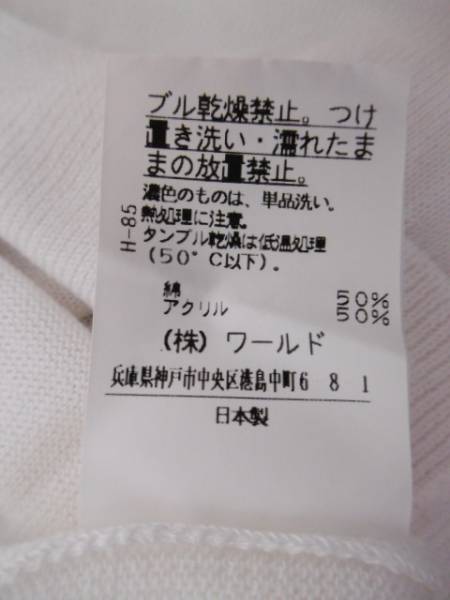 ブル乾燥禁止。つけ
置き洗い・濡れたま
まの放置禁止。
濃色のものは、単品洗い。
熱処理に注意。
タンブル乾燥は低温処理
(50°C以下)。
H-85
綿 50%
アクリル 50%
(株) ワールド
兵庫県神戸市中央区港島中町6 8 1
日本製